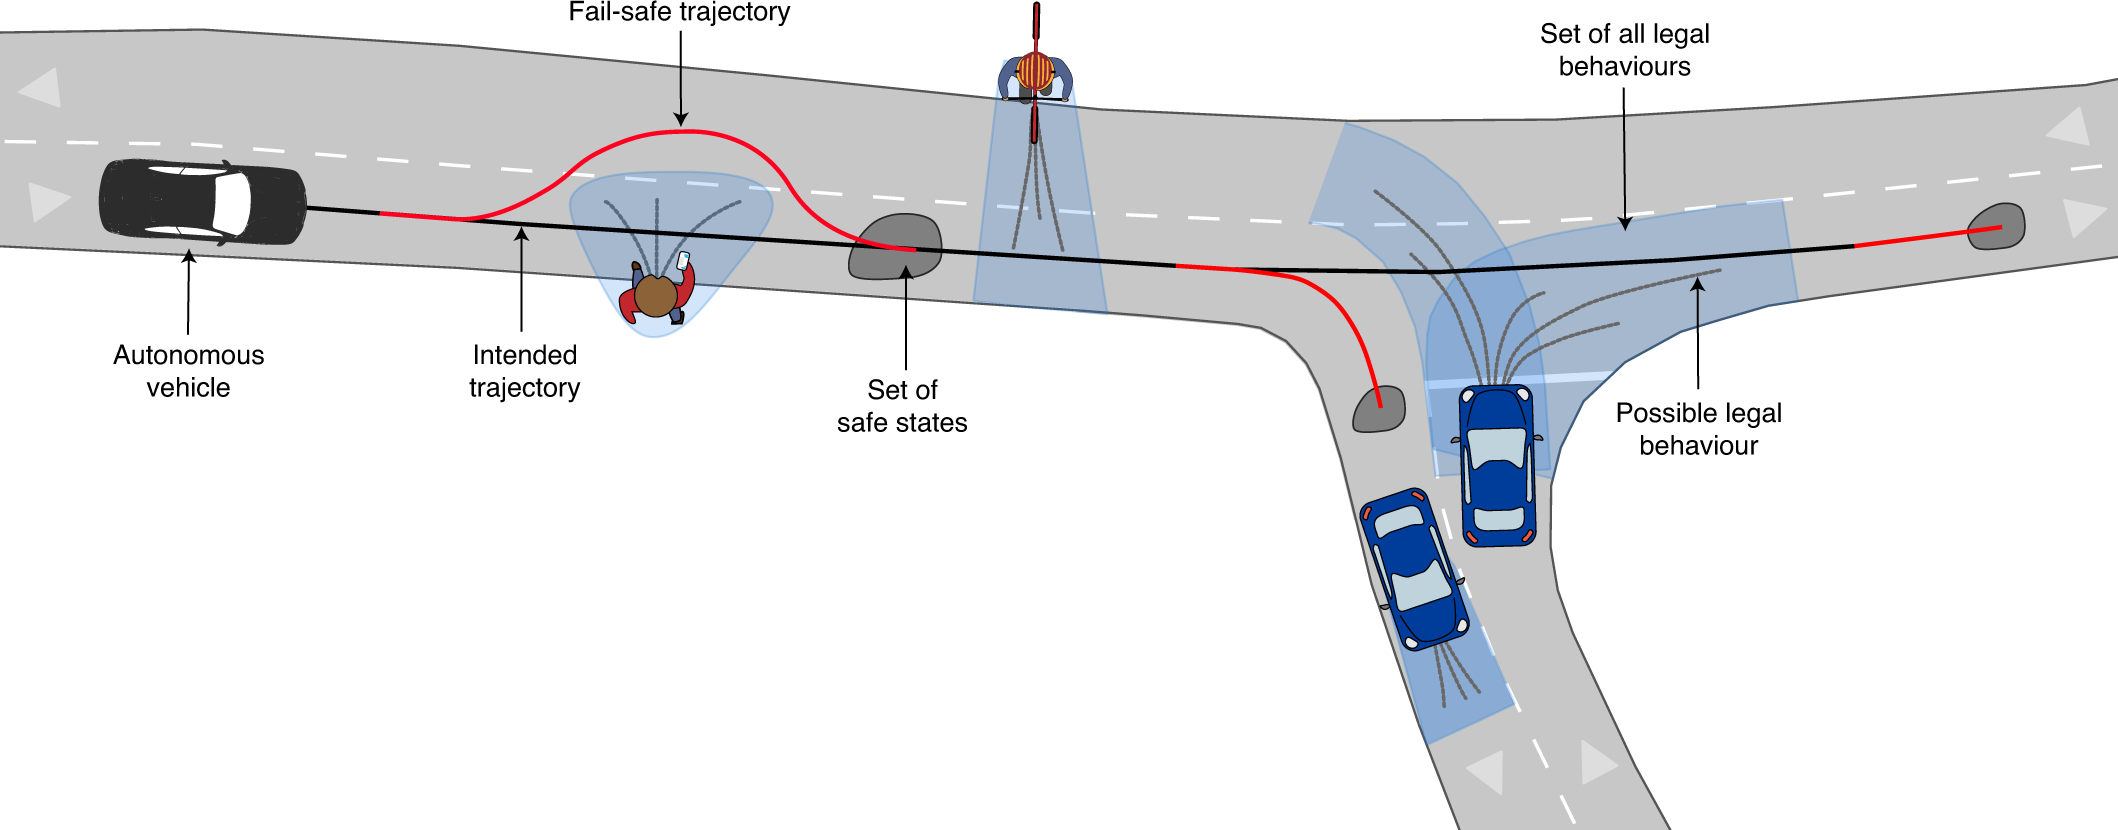 Fail-safe trajectory
Set of all legal
behaviours
Autonomous
vehicle
Intended
trajectory
Set of
safe states
Possible legal
behaviour